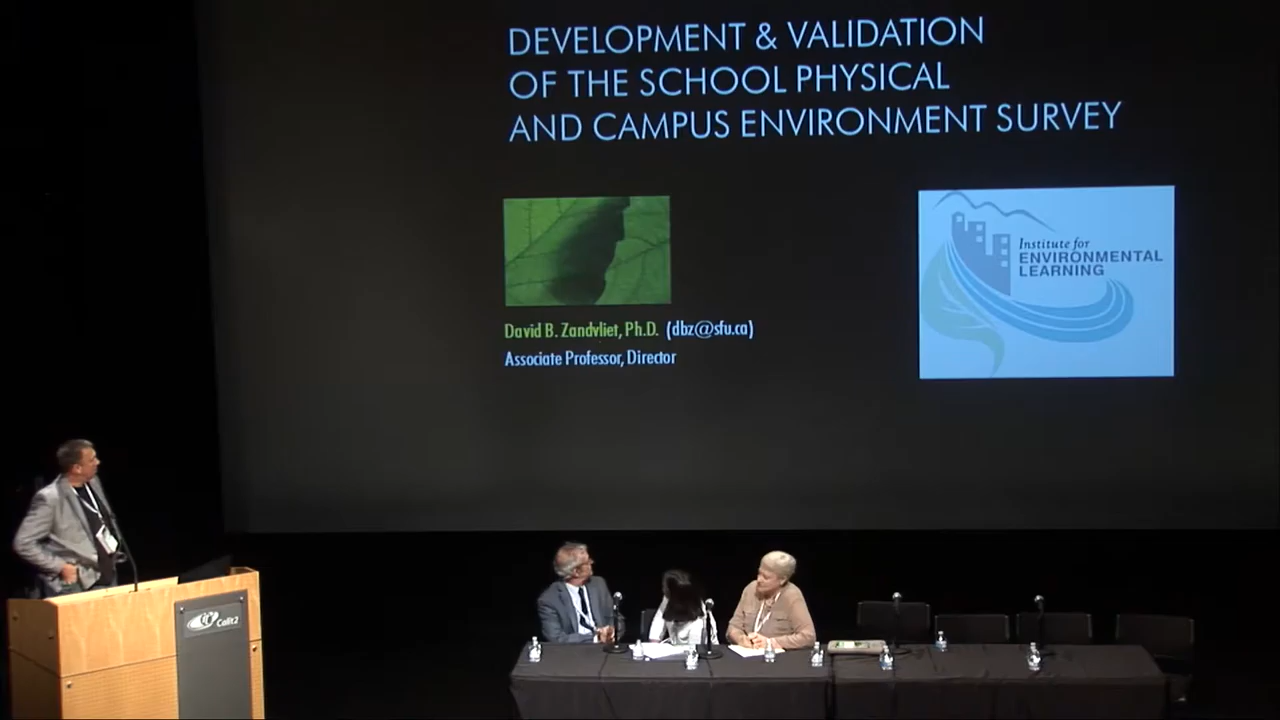 DEVELOPMENT & VALIDATION
OF THE SCHOOL PHYSICAL
AND CAMPUS ENVIRONMENT SURVEY
Institute for
ENVIRONMENTAL
LEARNING
David B. Zandvliet, Ph.D. (dbz@sfu.ca)
Associate Professor, Director
Calit2